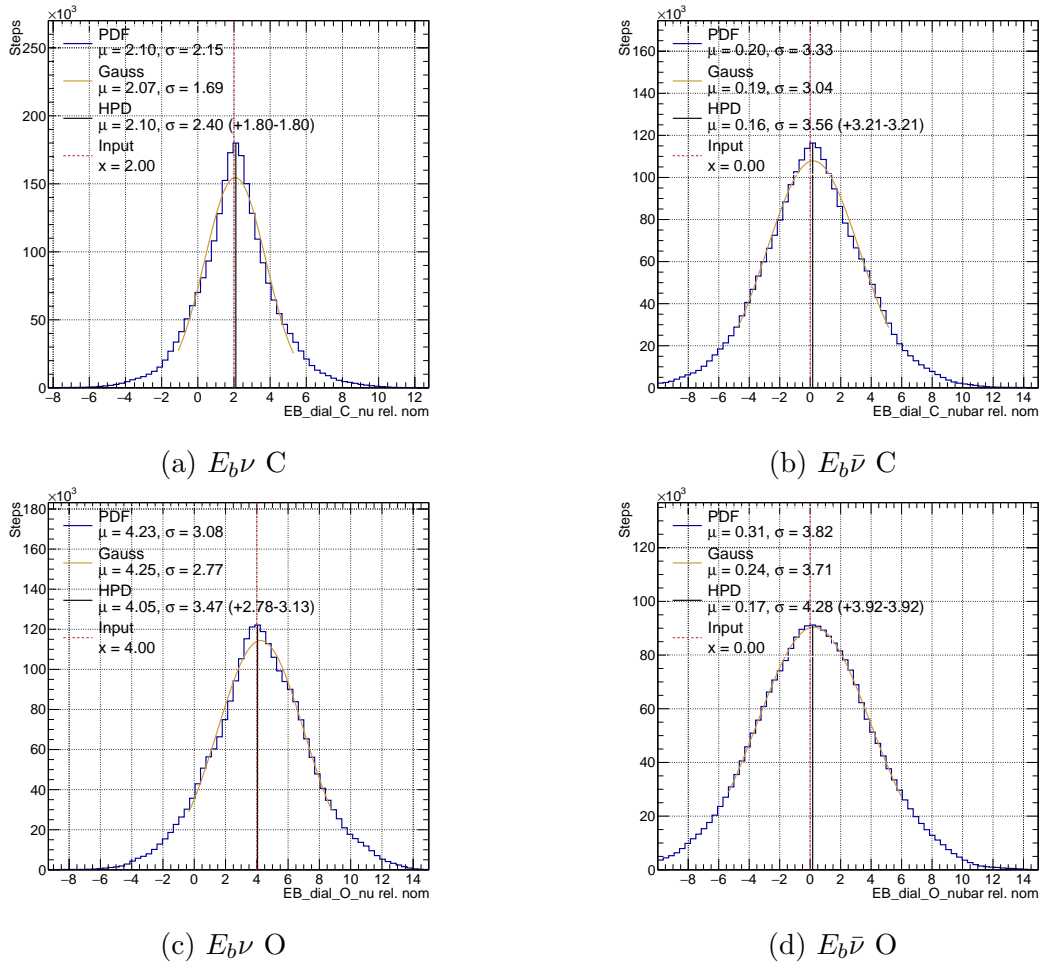 ×10³
Steps
250
200
150
100
50
0
PDF
μ = 2.10, σ = 2.15
Gauss
μ = 2.07, σ = 1.69
HPD
μ = 2.10, σ = 2.40 (+1.80-1.80)
Input
x = 2.00
−8 −6 −4 −2 0 2 4 6 8 10 12
EB_dial_C_nu rel. nom
(a) E_b ν C
×10³
Steps
160
140
120
100
80
60
40
20
0
PDF
μ = 0.20, σ = 3.33
Gauss
μ = 0.19, σ = 3.04
HPD
μ = 0.16, σ = 3.56 (+3.21-3.21)
Input
x = 0.00
−8 −6 −4 −2 0 2 4 6 8 10 12 14
EB_dial_C_nubar rel. nom
(b) E_b ν̄ C
×10³
Steps
180
160
140
120
100
80
60
40
20
0
PDF
μ = 4.23, σ = 3.08
Gauss
μ = 4.25, σ = 2.77
HPD
μ = 4.05, σ = 3.47 (+2.78-3.13)
Input
x = 4.00
−8 −6 −4 −2 0 2 4 6 8 10 12 14
EB_dial_O_nu rel. nom
(c) E_b ν O
×10³
Steps
120
100
80
60
40
20
0
PDF
μ = 0.31, σ = 3.82
Gauss
μ = 0.24, σ = 3.71
HPD
μ = 0.17, σ = 4.28 (+3.92-3.92)
Input
x = 0.00
−8 −6 −4 −2 0 2 4 6 8 10 12 14
EB_dial_O_nubar rel. nom
(d) E_b ν̄ O